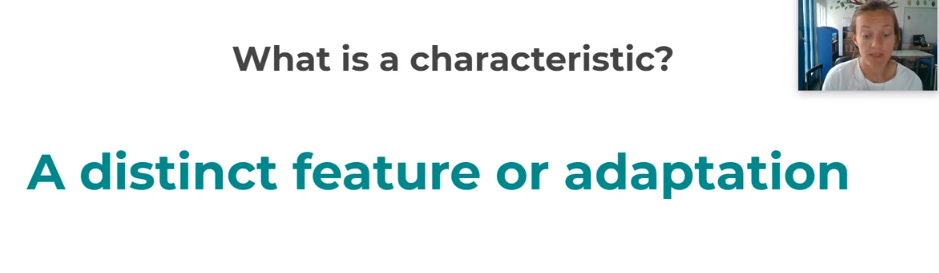 What is a characteristic?
A distinct feature or adaptation